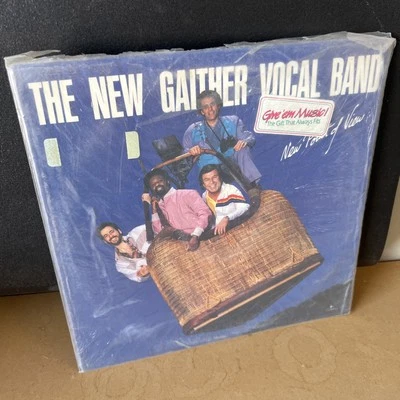 THE NEW GAITHER VOCAL BAND
Give 'em Music!
The Gift That Always Fits
New Point of View